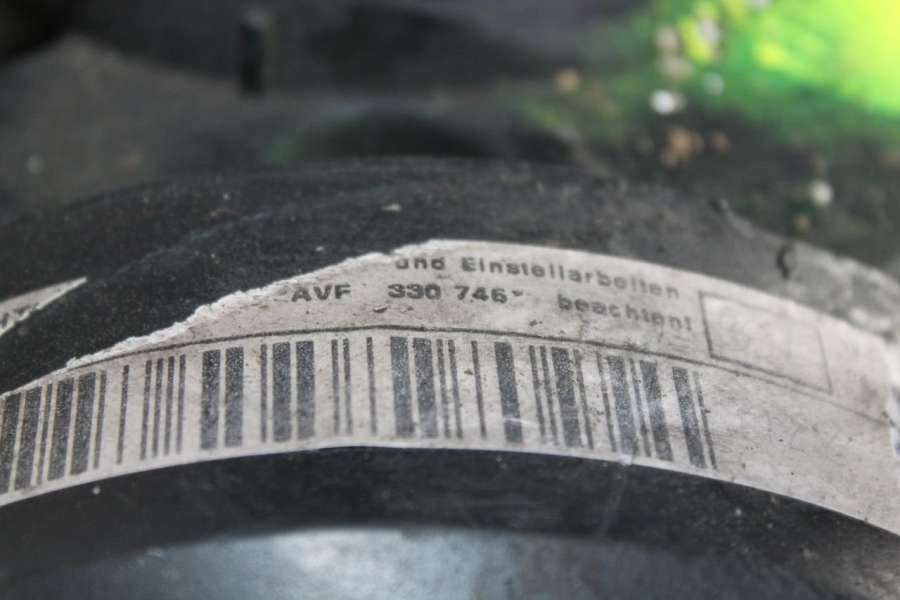 und Einstellarbeiten
AVF 330 746* beachten!